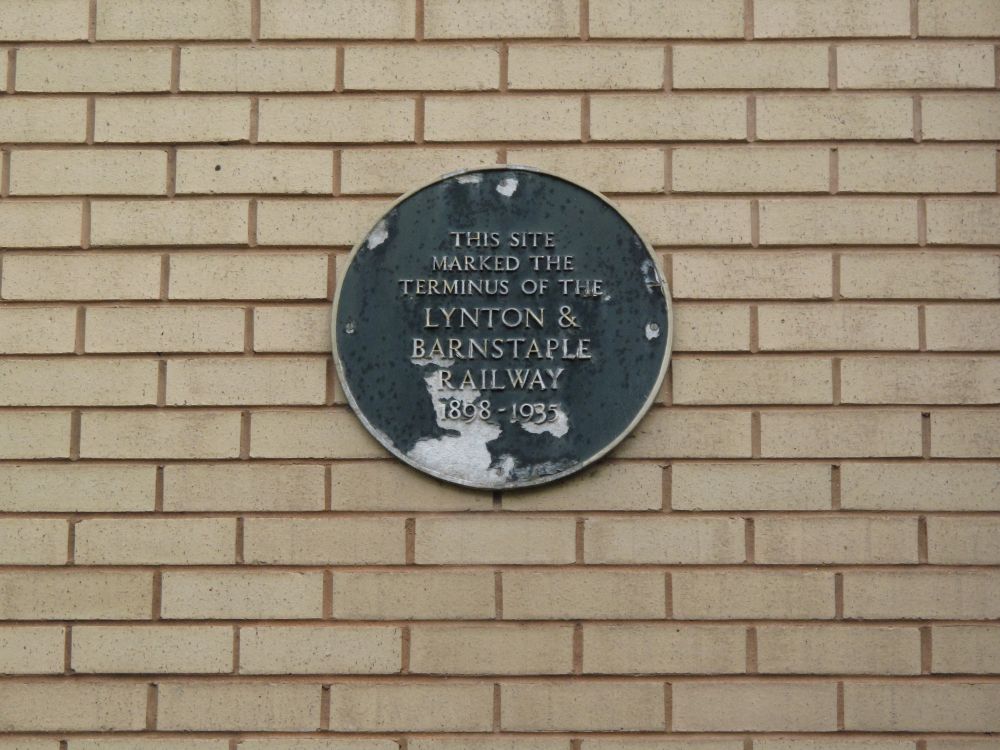 THIS SITE
MARKED THE
TERMINUS OF THE
LYNTON &
BARNSTAPLE
RAILWAY
1898-1935